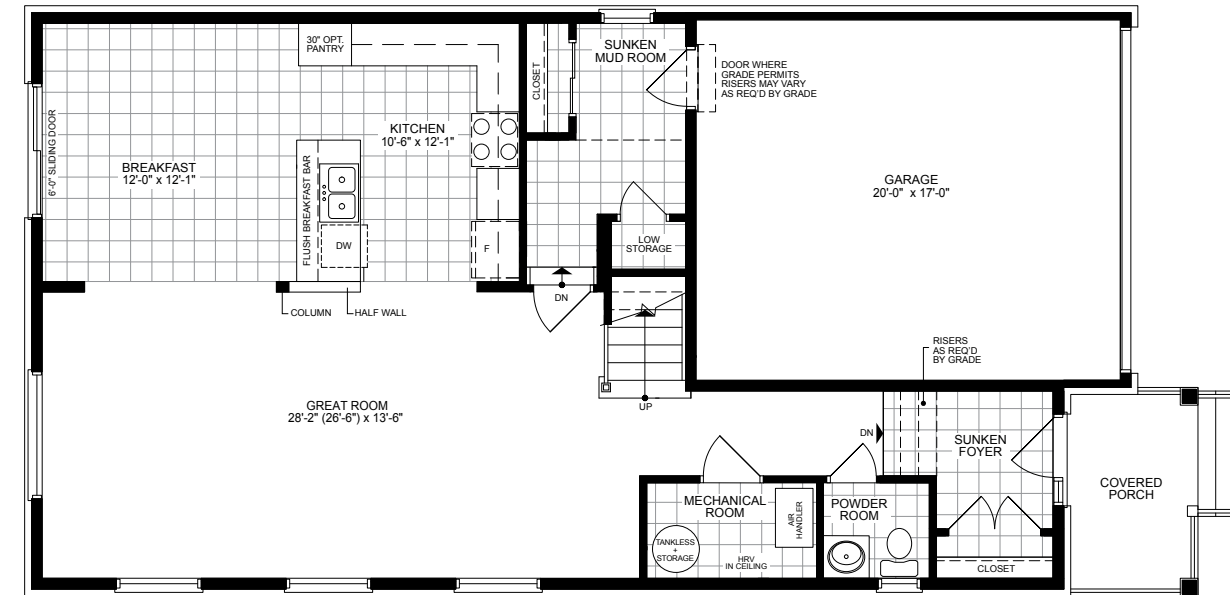 30" OPT.
PANTRY
CLOSET
SUNKEN
MUD ROOM
DOOR WHERE
GRADE PERMITS
RISERS MAY VARY
AS REQ'D BY GRADE
6'-0" SLIDING DOOR
KITCHEN
10'-6" x 12'-1"
BREAKFAST
12'-0" x 12'-1"
FLUSH BREAKFAST BAR
DW
F
GARAGE
20'-0" x 17'-0"
LOW
STORAGE
DN
COLUMN
HALF WALL
RISERS
AS REQ'D
BY GRADE
GREAT ROOM
28'-2" (26'-6") x 13'-6"
UP
DN
SUNKEN
FOYER
COVERED
PORCH
MECHANICAL
ROOM
AIR
HANDLER
POWDER
ROOM
TANKLESS
+
STORAGE
HRV
IN CEILING
CLOSET